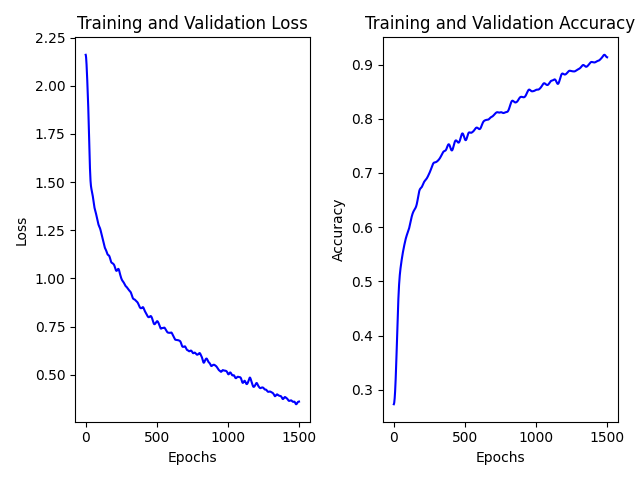 Training and Validation Loss
2.25
2.00
1.75
1.50
1.25
1.00
0.75
0.50
Loss
0 500 1000 1500
Epochs
Training and Validation Accuracy
0.9
0.8
0.7
0.6
0.5
0.4
0.3
Accuracy
0 500 1000 1500
Epochs